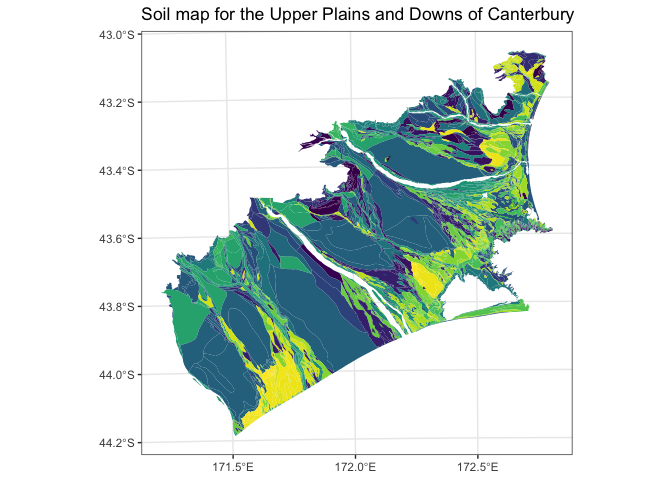 Soil map for the Upper Plains and Downs of Canterbury
43.0°S
43.2°S
43.4°S
43.6°S
43.8°S
44.0°S
44.2°S
171.5°E 172.0°E 172.5°E